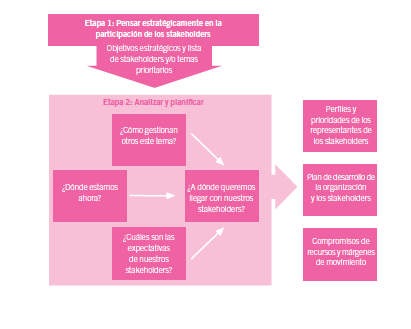 Etapa 1: Pensar estratégicamente en la
participación de los stakeholders
Objetivos estratégicos y lista
de stakeholders y/o temas
prioritarios
Etapa 2: Analizar y planificar
¿Cómo gestionan
otros este tema?
¿Dónde estamos
ahora?
¿A dónde queremos
llegar con nuestros
stakeholders?
¿Cuáles son las
expectativas
de nuestros
stakeholders?
Perfiles y
prioridades de los
representantes de
los stakeholders
Plan de desarrollo de
la organización
y los stakeholders
Compromisos de
recursos y márgenes
de movimiento